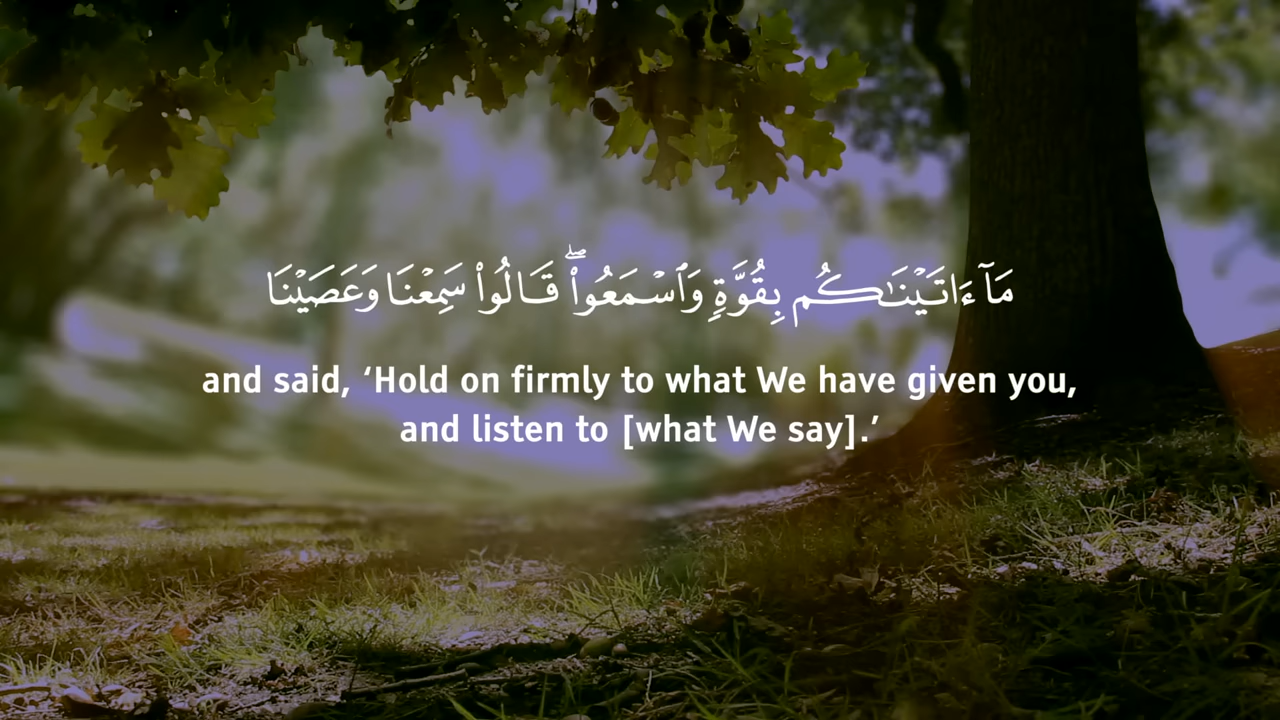 مَآ ءَاتَيْنَـٰكُم بِقُوَّةٍ وَٱسْمَعُوا۟ ۖ قَالُوا۟ سَمِعْنَا وَعَصَيْنَا
and said, ‘Hold on firmly to what We have given you,
and listen to [what We say].’